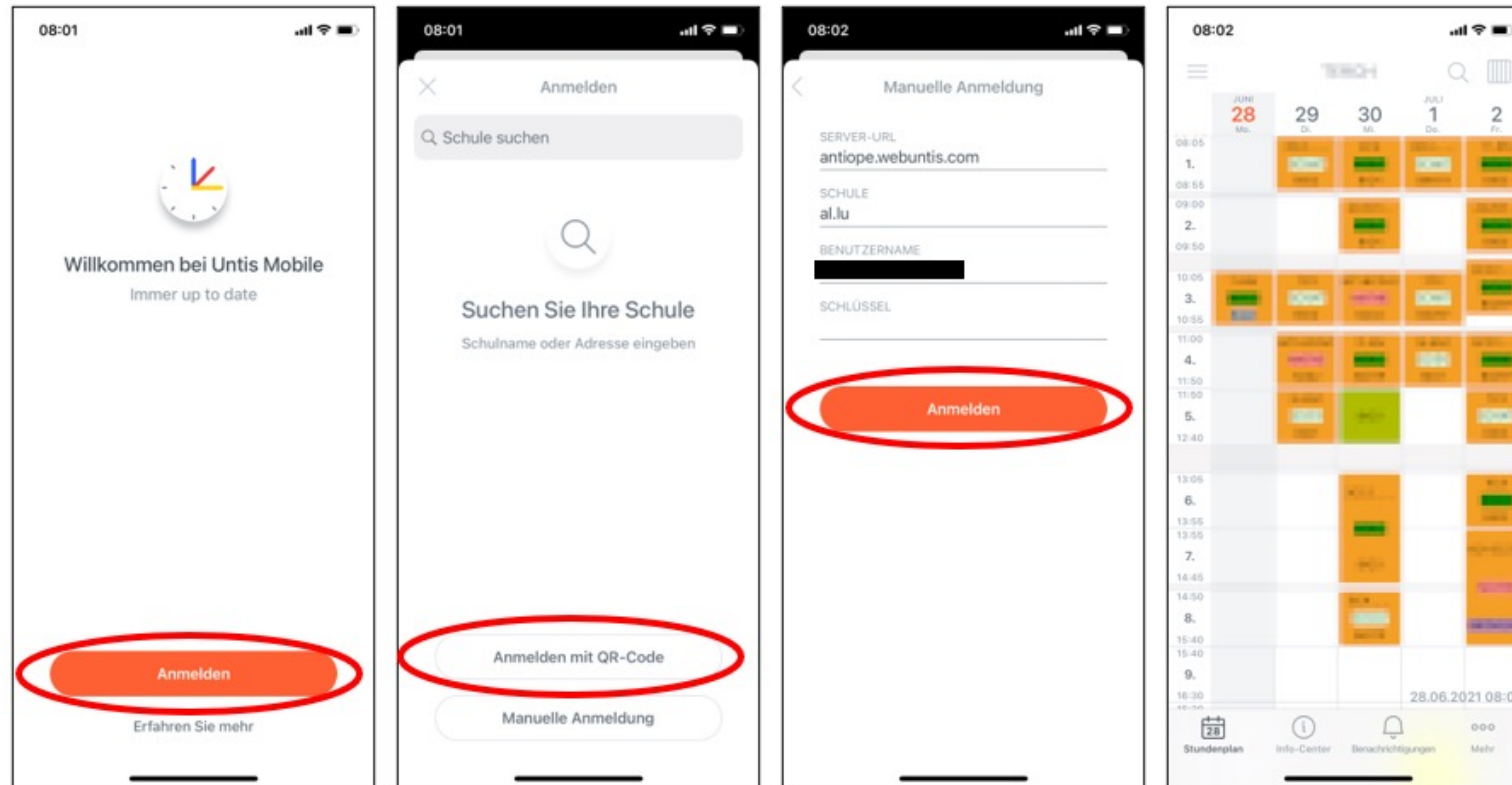 08:01
Willkommen bei Untis Mobile
Immer up to date
Anmelden
Erfahren Sie mehr
08:01
Anmelden
Schule suchen
Suchen Sie Ihre Schule
Schulname oder Adresse eingeben
Anmelden mit QR-Code
Manuelle Anmeldung
08:02
Manuelle Anmeldung
SERVER-URL
antiope.webuntis.com
SCHULE
al.lu
BENUTZERNAME
SCHLÜSSEL
Anmelden
08:02
JUNI JULI
28 29 30 1 2
Mo. Di. Mi. Do. Fr.
08:05
1.
08:55
09:00
2.
09:50
10:05
3.
10:55
11:00
4.
11:50
11:50
5.
12:40
13:05
6.
13:55
13:55
7.
14:45
14:50
8.
15:40
15:40
9.
16:30
28.06.2021 08:0
28
Stundenplan Info-Center Benachrichtigungen Mehr